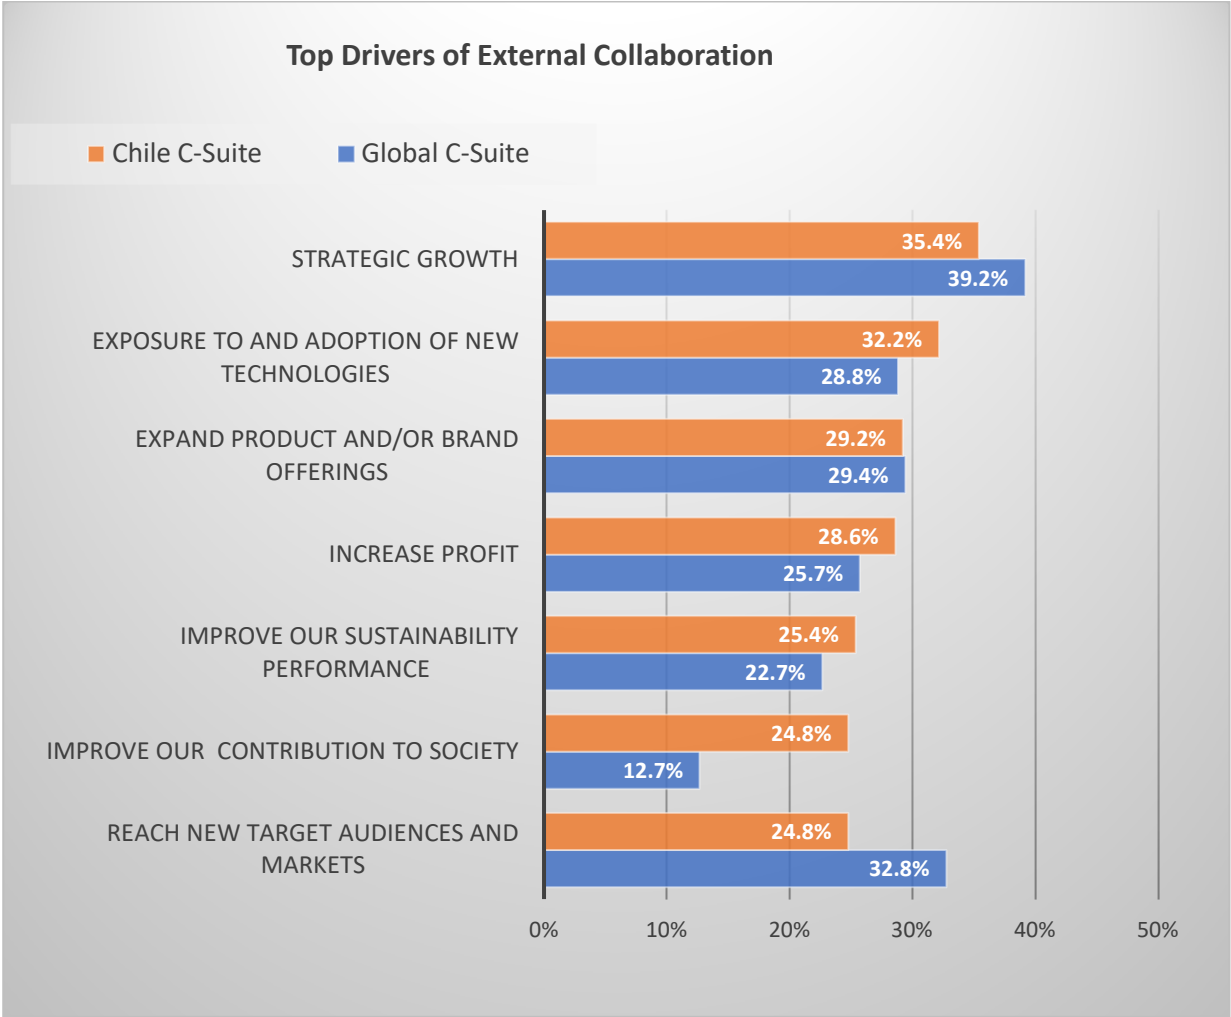 Top Drivers of External Collaboration
Chile C-Suite
Global C-Suite
STRATEGIC GROWTH
35.4%
39.2%
EXPOSURE TO AND ADOPTION OF NEW
TECHNOLOGIES
32.2%
28.8%
EXPAND PRODUCT AND/OR BRAND
OFFERINGS
29.2%
29.4%
INCREASE PROFIT
28.6%
25.7%
IMPROVE OUR SUSTAINABILITY
PERFORMANCE
25.4%
22.7%
IMPROVE OUR  CONTRIBUTION TO SOCIETY
24.8%
12.7%
REACH NEW TARGET AUDIENCES AND
MARKETS
24.8%
32.8%
0% 10% 20% 30% 40% 50%